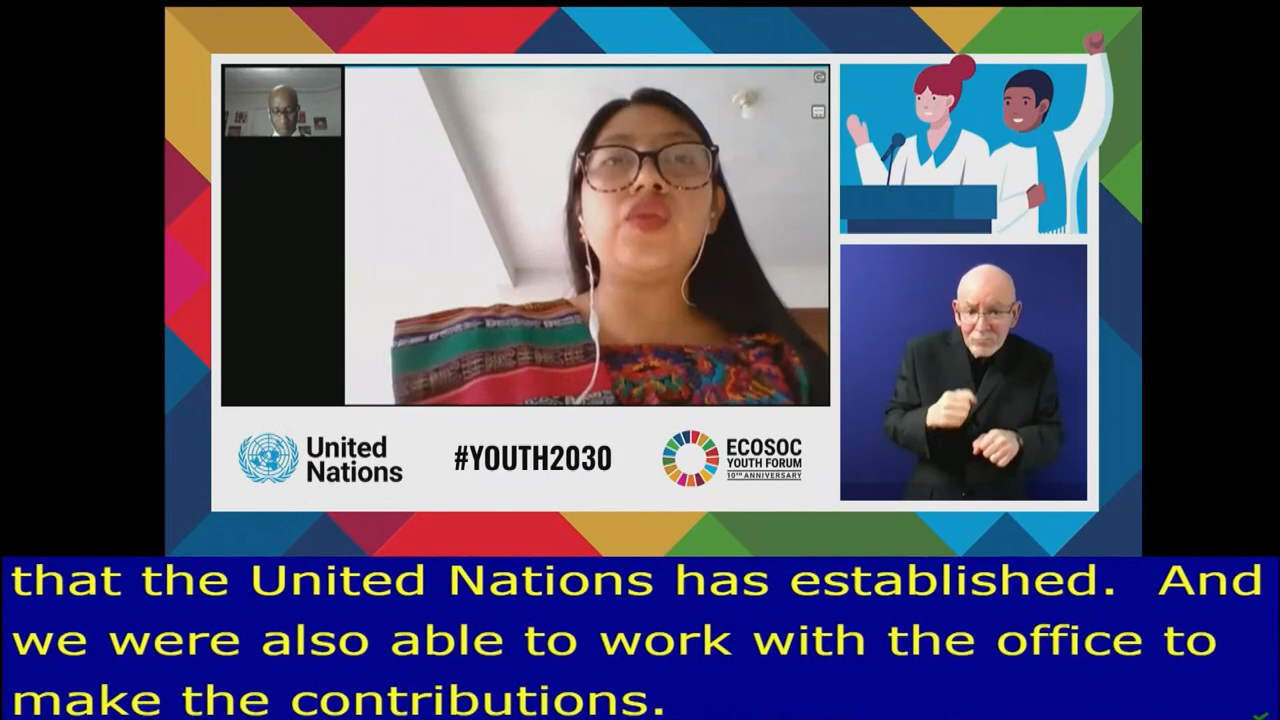 United
Nations
#YOUTH2030
ECOSOC
YOUTH FORUM
10TH ANNIVERSARY
that the United Nations has established.  And
we were also able to work with the office to
make the contributions.